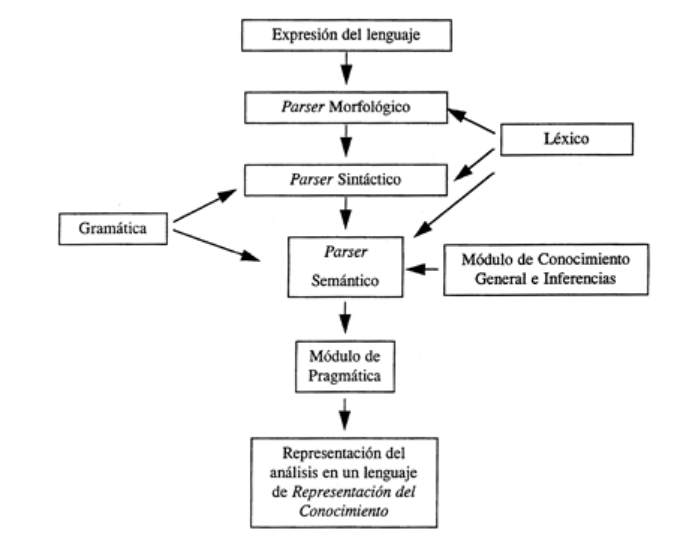 Expresión del lenguaje
Parser Morfológico
Léxico
Parser Sintáctico
Gramática
Parser
Semántico
Módulo de Conocimiento
General e Inferencias
Módulo de
Pragmática
Representación del
análisis en un lenguaje
de Representación del
Conocimiento